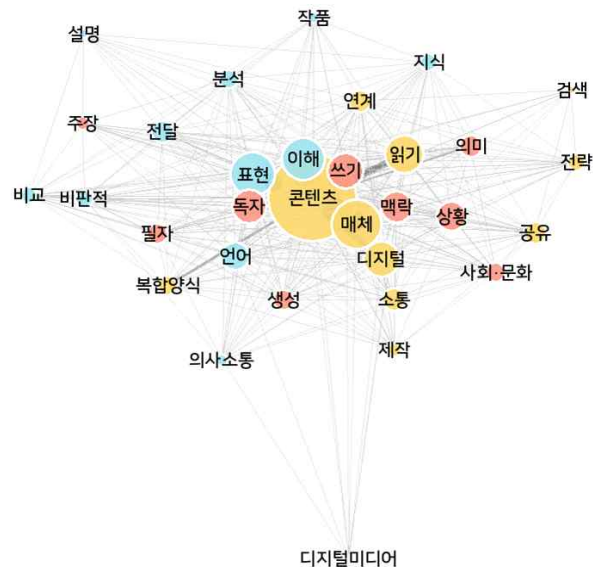 작품
설명
지식
분석
검색
연계
주장
전달
의미
이해
읽기
전략
쓰기
표현
비교
비판적
콘텐츠
독자
맥락
상황
매체
필자
공유
언어
디지털
사회·문화
복합양식
생성
소통
제작
의사소통
디지털미디어